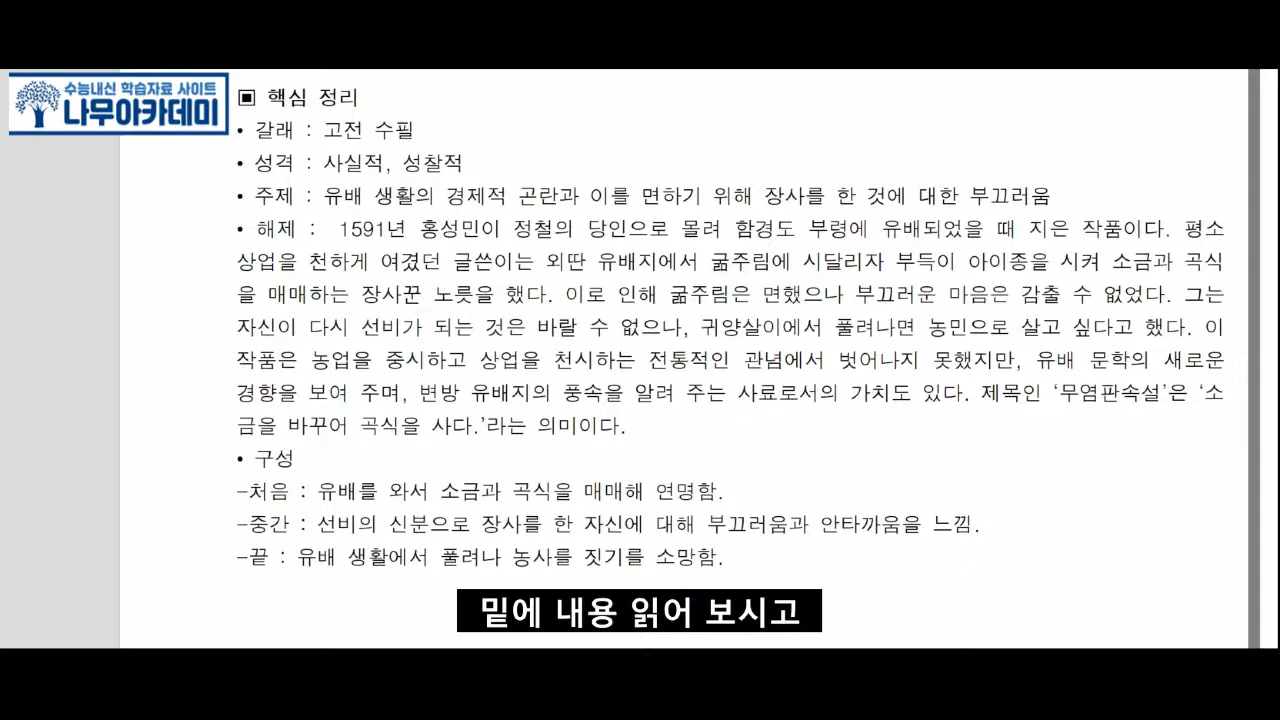 수능내신 학습자료 사이트
나무아카데미
▣ 핵심 정리
• 갈래 : 고전 수필
• 성격 : 사실적, 성찰적
• 주제 : 유배 생활의 경제적 곤란과 이를 면하기 위해 장사를 한 것에 대한 부끄러움
• 해제 : 1591년 홍성민이 정철의 당인으로 몰려 함경도 부령에 유배되었을 때 지은 작품이다. 평소
상업을 천하게 여겼던 글쓴이는 외딴 유배지에서 굶주림에 시달리자 부득이 아이종을 시켜 소금과 곡식
을 매매하는 장사꾼 노릇을 했다. 이로 인해 굶주림은 면했으나 부끄러운 마음은 감출 수 없었다. 그는
자신이 다시 선비가 되는 것은 바랄 수 없으나, 귀양살이에서 풀려나면 농민으로 살고 싶다고 했다. 이
작품은 농업을 중시하고 상업을 천시하는 전통적인 관념에서 벗어나지 못했지만, 유배 문학의 새로운
경향을 보여 주며, 변방 유배지의 풍속을 알려 주는 사료로서의 가치도 있다. 제목인 ‘무염판속설’은 ‘소
금을 바꾸어 곡식을 사다.’라는 의미이다.
• 구성
–처음 : 유배를 와서 소금과 곡식을 매매해 연명함.
–중간 : 선비의 신분으로 장사를 한 자신에 대해 부끄러움과 안타까움을 느낌.
–끝 : 유배 생활에서 풀려나 농사를 짓기를 소망함.
밑에 내용 읽어 보시고